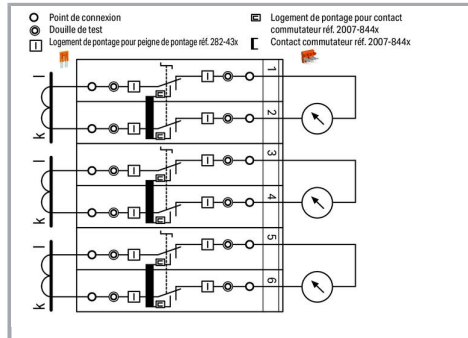 Point de connexion
Douille de test
Logement de pontage pour peigne de pontage réf. 282-43x
Logement de pontage pour contact
commutateur réf. 2007-844x
Contact commutateur réf. 2007-844x
l
1
k
2
l
3
k
4
l
5
k
6